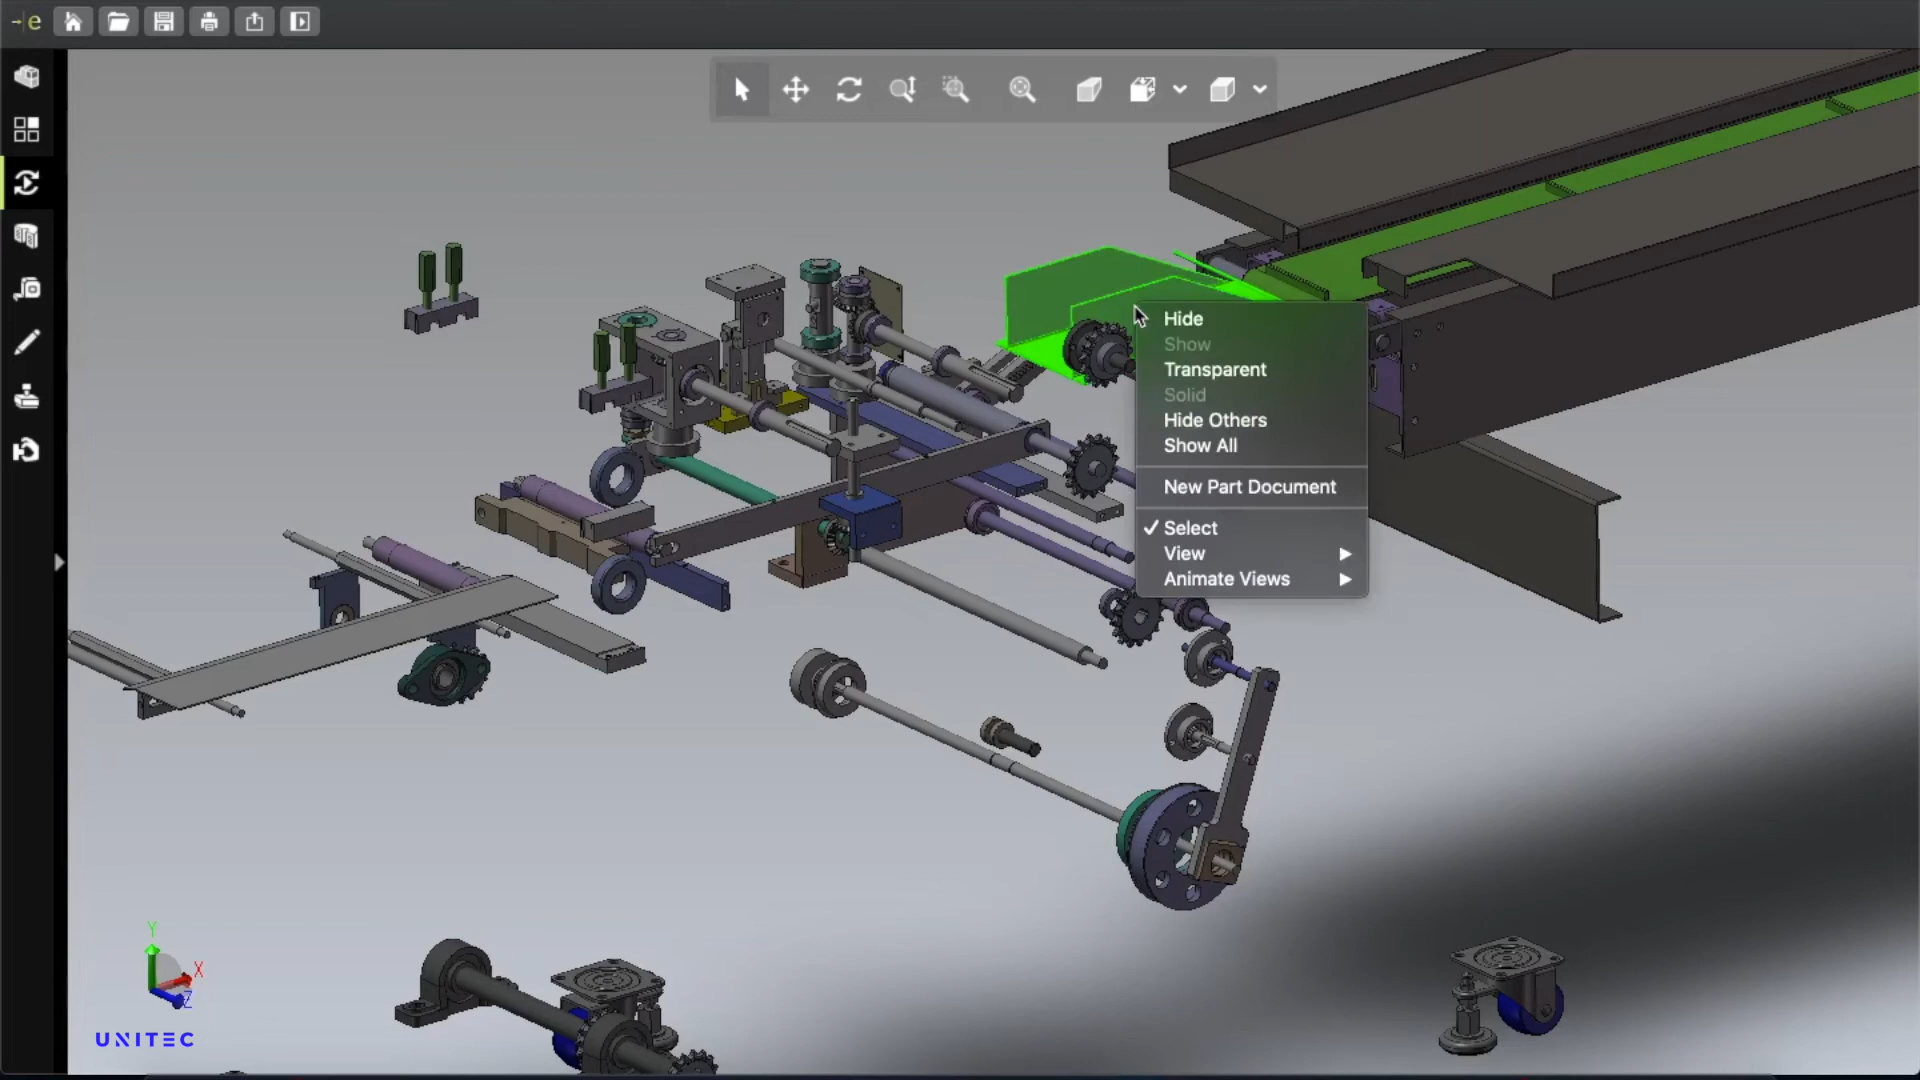 e
Hide
Show
Transparent
Solid
Hide Others
Show All
New Part Document
✓ Select
View
Animate Views
Y
X
Z
UNITEC